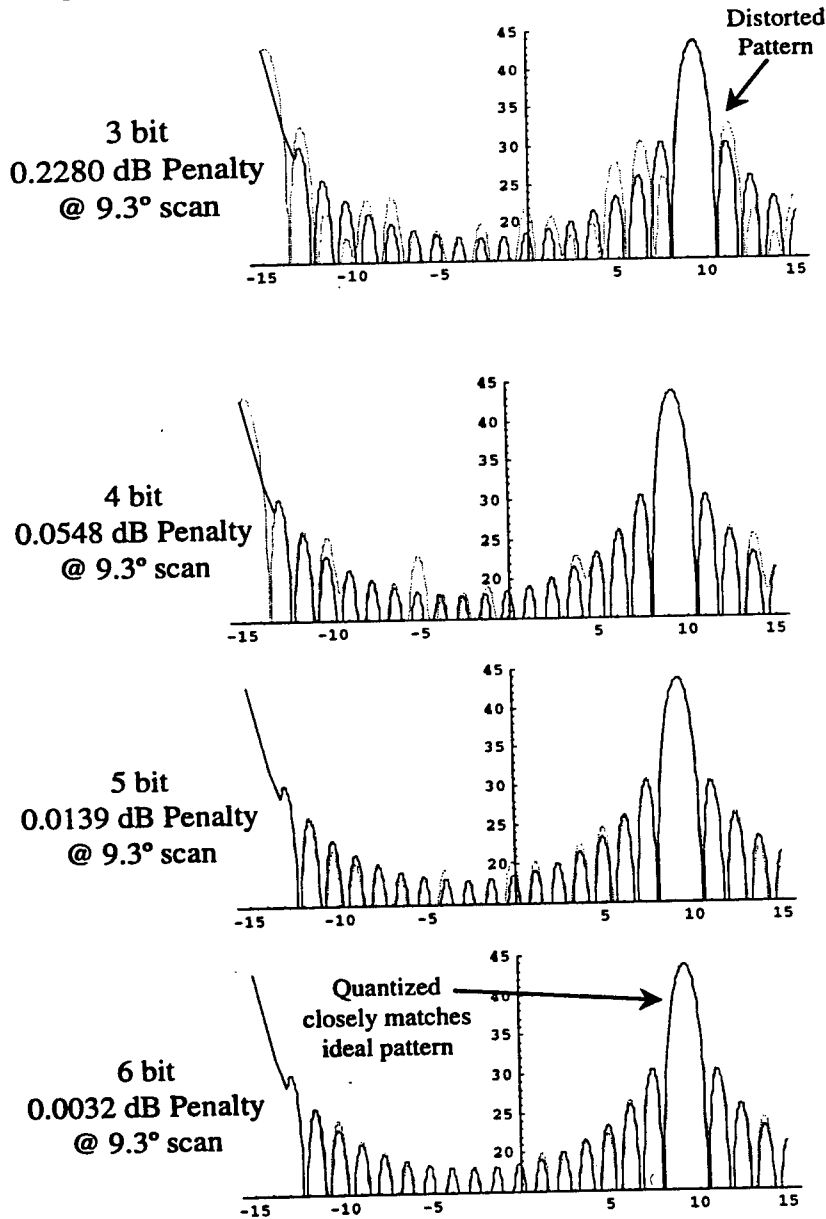 Distorted
Pattern
3 bit
0.2280 dB Penalty
@ 9.3° scan
45
40
35
30
25
20
-15 -10 -5 5 10 15
4 bit
0.0548 dB Penalty
@ 9.3° scan
45
40
35
30
25
20
-15 -10 -5 5 10 15
5 bit
0.0139 dB Penalty
@ 9.3° scan
45
40
35
30
25
20
-15 -10 -5 5 10 15
Quantized
closely matches
ideal pattern
6 bit
0.0032 dB Penalty
@ 9.3° scan
45
40
35
30
25
20
-15 -10 -5 5 10 15